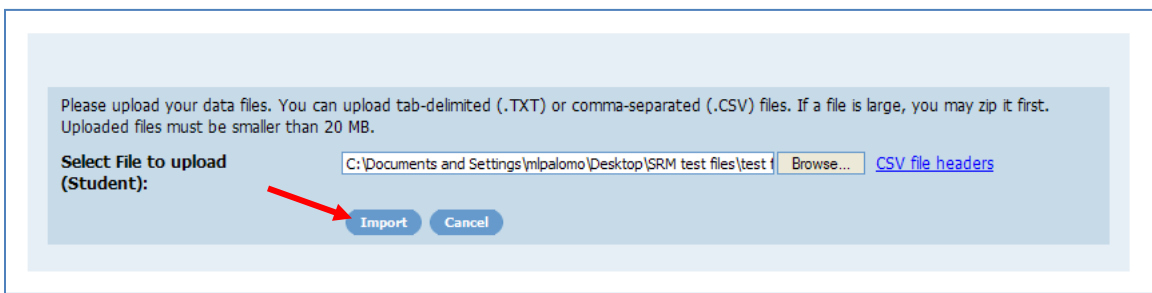 Please upload your data files. You can upload tab-delimited (.TXT) or comma-separated (.CSV) files. If a file is large, you may zip it first.
Uploaded files must be smaller than 20 MB.
Select File to upload (Student):
C:\Documents and Settings\mlpalomo\Desktop\SRM test files\test Browse... CSV file headers
Import Cancel